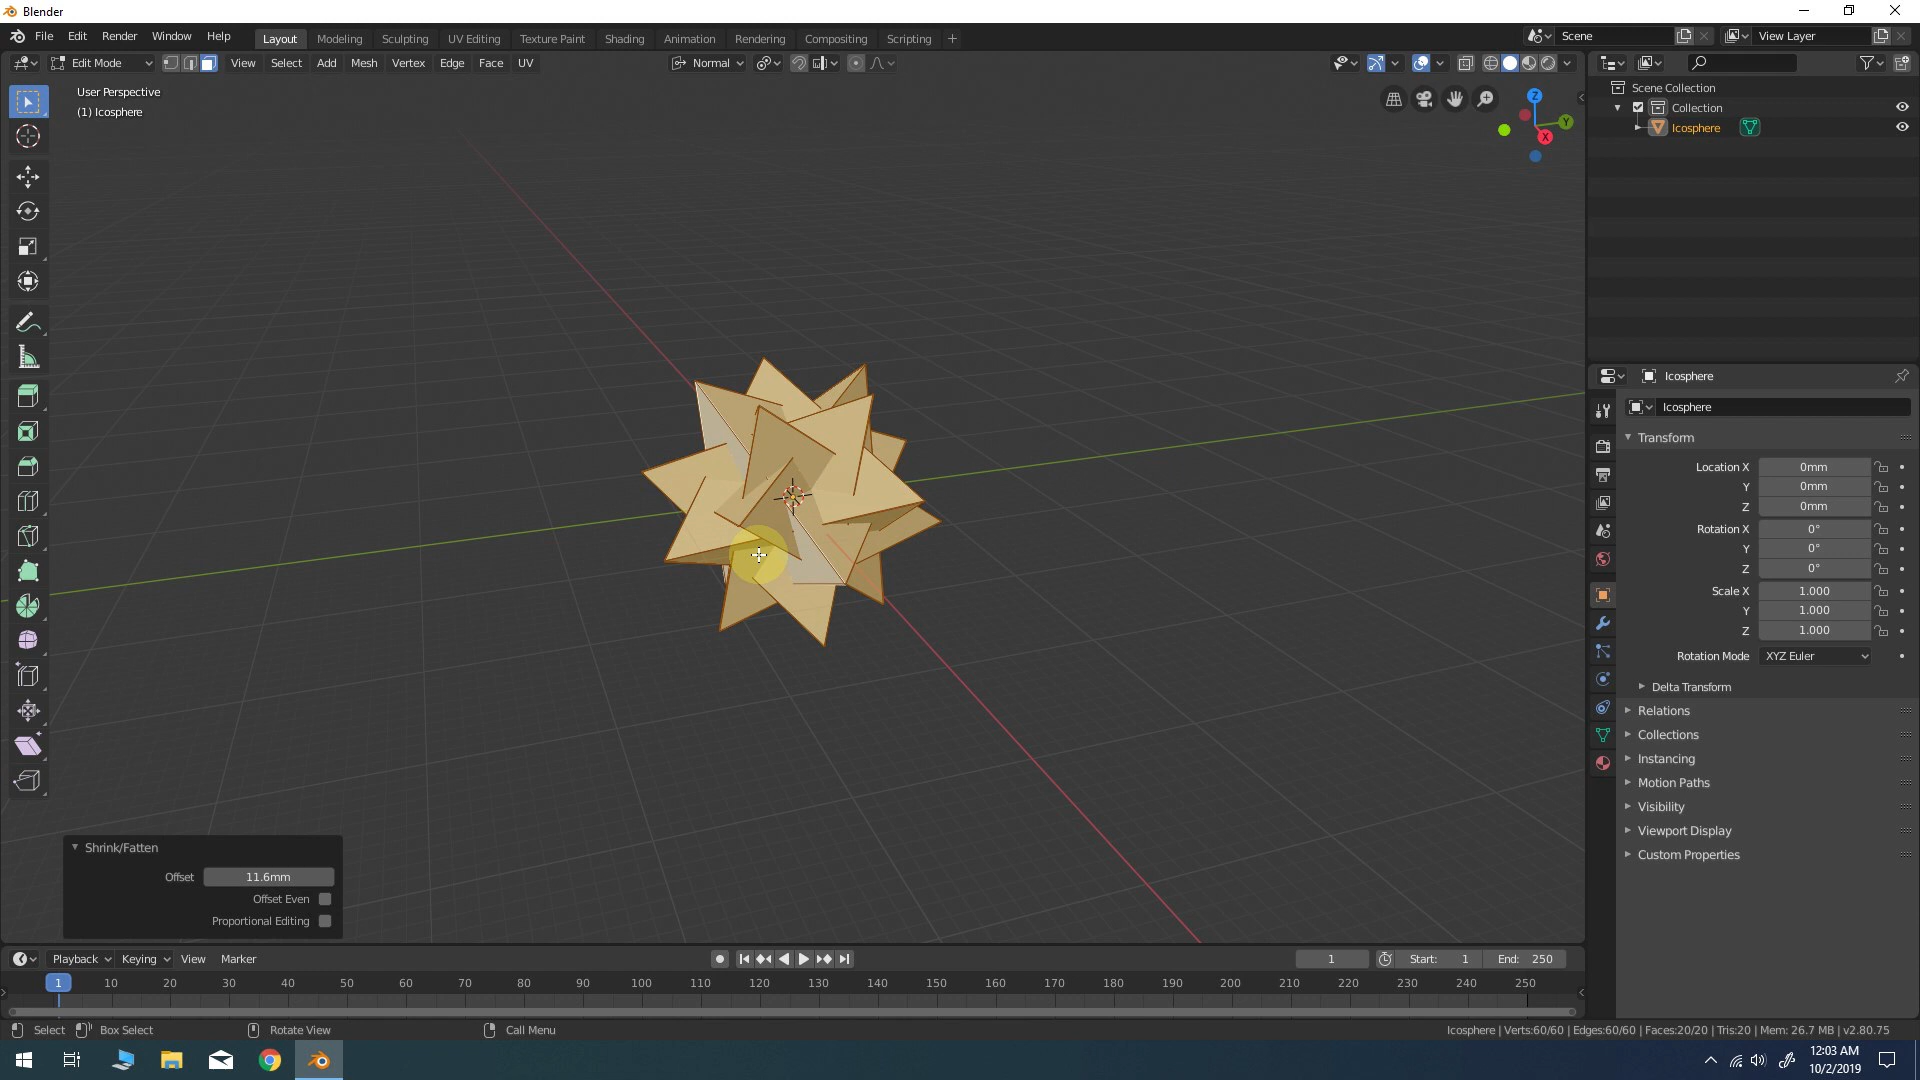 Blender
File Edit Render Window Help Layout Modeling Sculpting UV Editing Texture Paint Shading Animation Rendering Compositing Scripting Scene View Layer
Edit Mode View Select Add Mesh Vertex Edge Face UV Normal
User Perspective
(1) Icosphere
Z
Y
X
Scene Collection
Collection
Icosphere
Icosphere
Icosphere
Transform
Location X 0mm
Y 0mm
Z 0mm
Rotation X 0°
Y 0°
Z 0°
Scale X 1.000
Y 1.000
Z 1.000
Rotation Mode XYZ Euler
Delta Transform
Relations
Collections
Instancing
Motion Paths
Visibility
Viewport Display
Custom Properties
Shrink/Fatten
Offset 11.6mm
Offset Even
Proportional Editing
Playback Keying View Marker 1 Start: 1 End: 250
1 10 20 30 40 50 60 70 80 90 100 110 120 130 140 150 160 170 180 190 200 210 220 230 240 250
Select Box Select Rotate View Call Menu Icosphere | Verts:60/60 | Edges:60/60 | Faces:20/20 | Tris:20 | Mem: 26.7 MB | v2.80.75
12:03 AM
10/2/2019